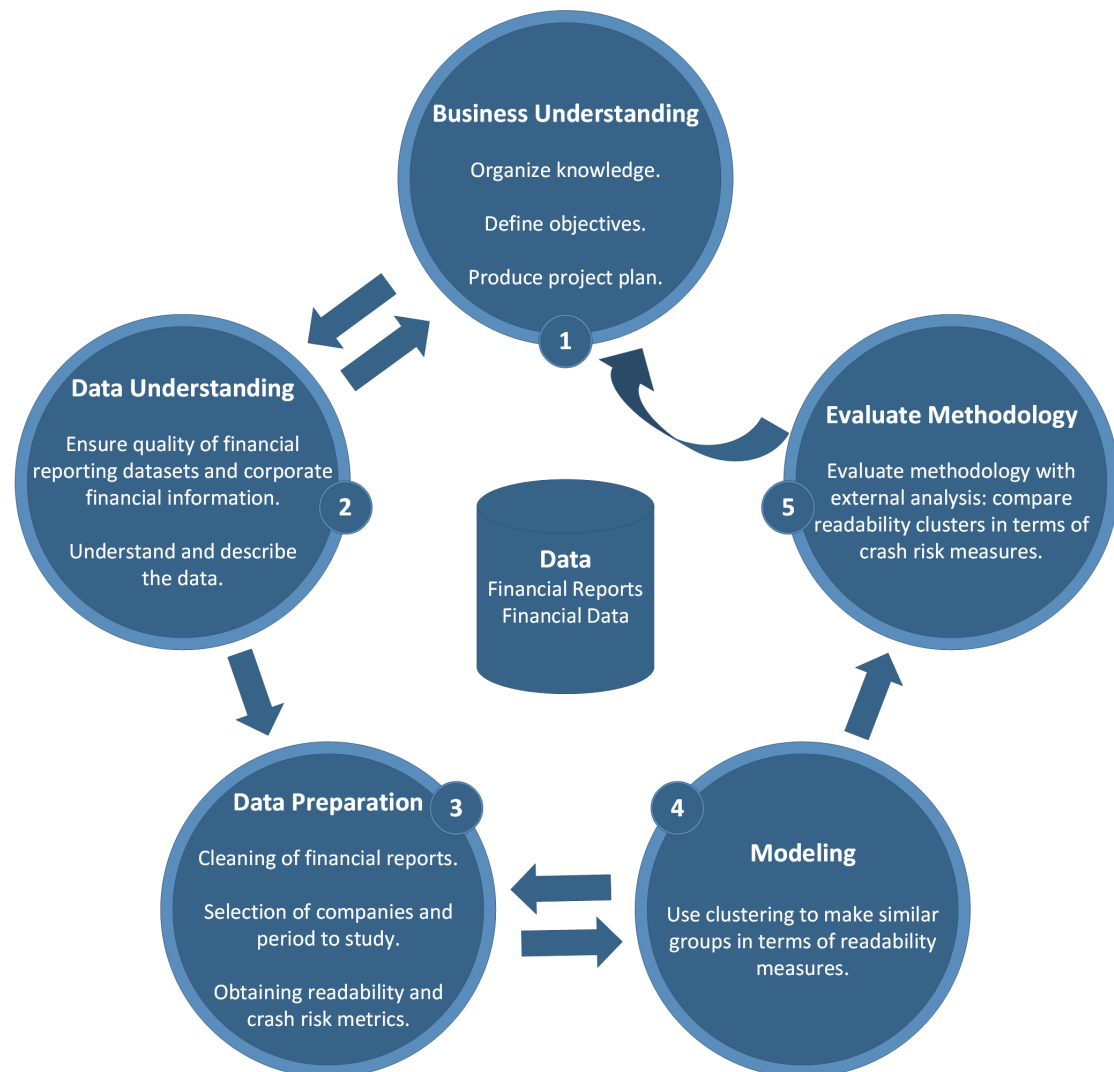 Business Understanding
Organize knowledge.
Define objectives.
Produce project plan.
1
Data Understanding
Ensure quality of financial
reporting datasets and corporate
financial information.
Understand and describe
the data.
2
Data Preparation
3
Cleaning of financial reports.
Selection of companies and
period to study.
Obtaining readability and
crash risk metrics.
4
Modeling
Use clustering to make similar
groups in terms of readability
measures.
Evaluate Methodology
Evaluate methodology with
external analysis: compare
readability clusters in terms of
crash risk measures.
5
Data
Financial Reports
Financial Data